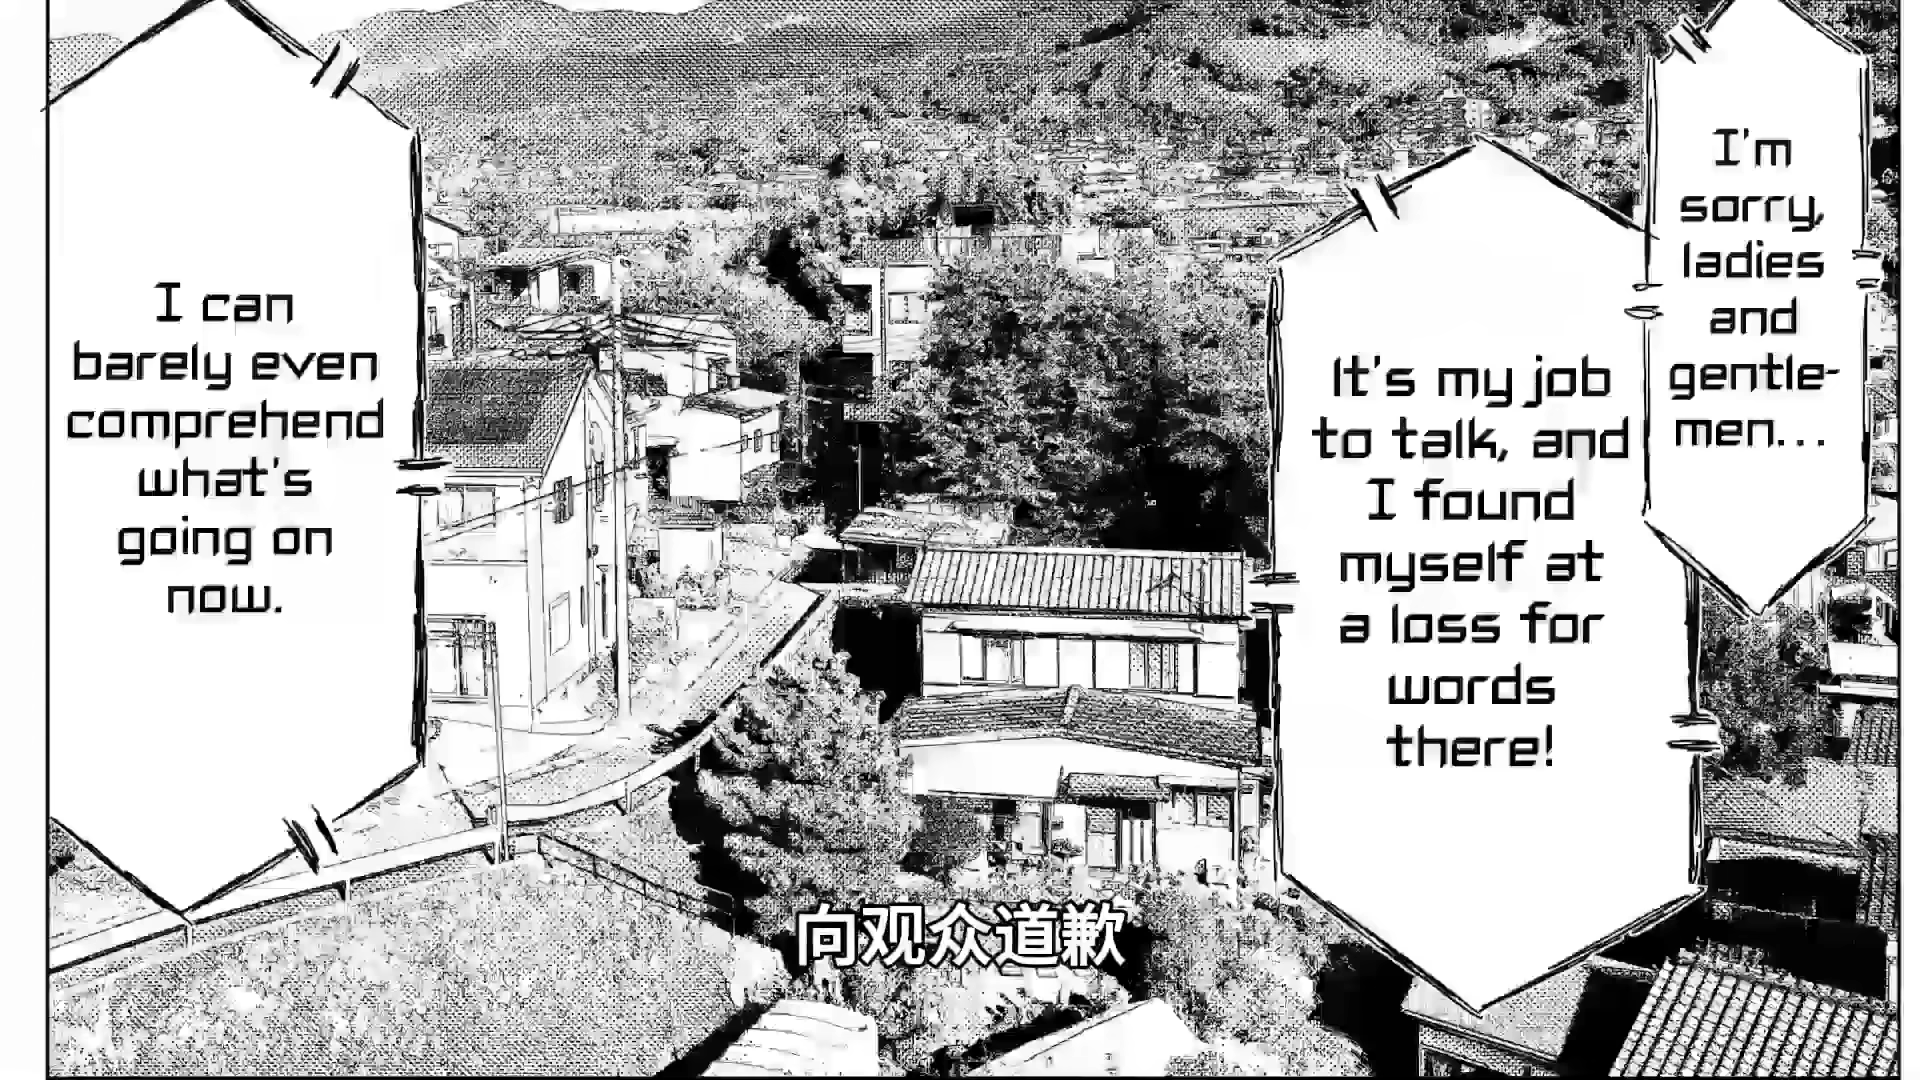 I'm
sorry,
ladies
and
gentle-
men...
It's my job
to talk, and
I found
myself at
a loss for
words
there!
I can
barely even
comprehend
what's
going on
now.
向观众道歉